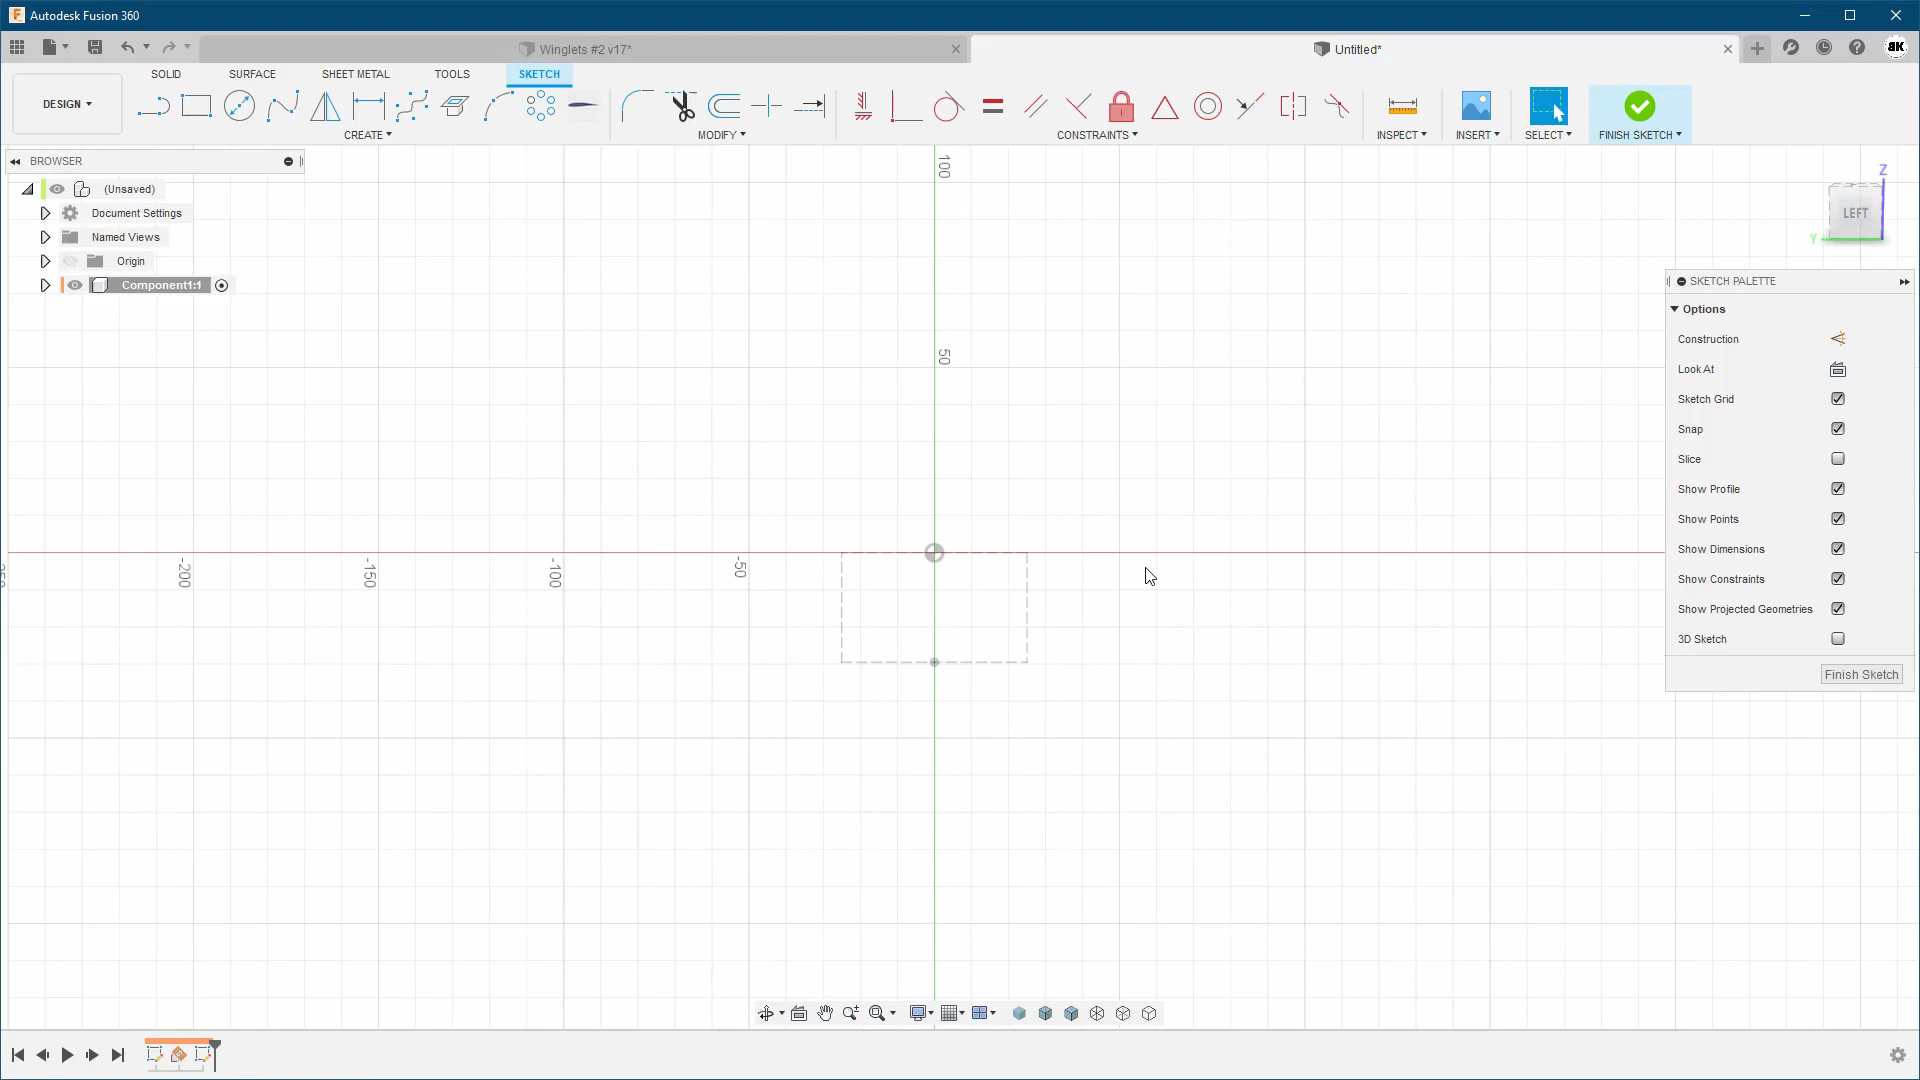 Autodesk Fusion 360
Winglets #2 v17*
Untitled*
BK
DESIGN
SOLID
SURFACE
SHEET METAL
TOOLS
SKETCH
CREATE
MODIFY
CONSTRAINTS
INSPECT
INSERT
SELECT
FINISH SKETCH
BROWSER
(Unsaved)
Document Settings
Named Views
Origin
Component1:1
100
50
-50
-100
-150
-200
Z
LEFT
Y
SKETCH PALETTE
Options
Construction
Look At
Sketch Grid
Snap
Slice
Show Profile
Show Points
Show Dimensions
Show Constraints
Show Projected Geometries
3D Sketch
Finish Sketch